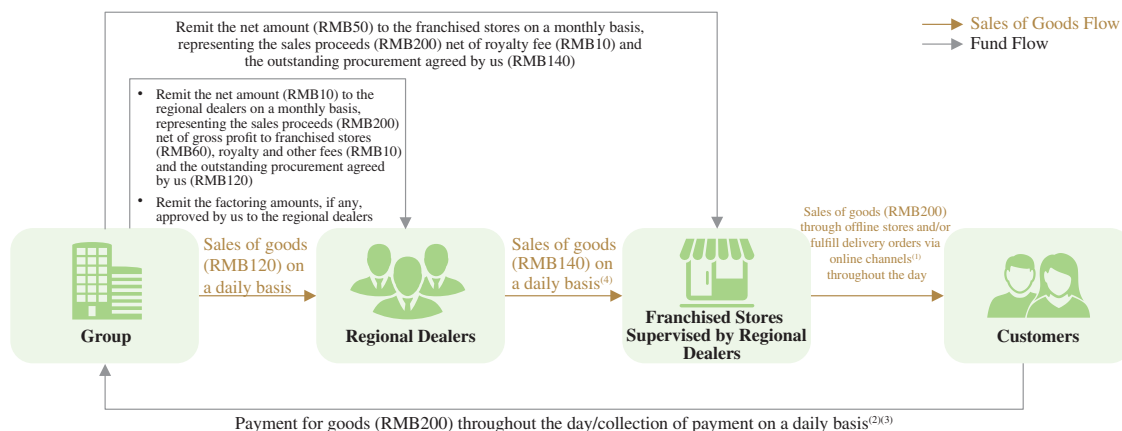 Remit the net amount (RMB50) to the franchised stores on a monthly basis,
representing the sales proceeds (RMB200) net of royalty fee (RMB10) and
the outstanding procurement agreed by us (RMB140)
Sales of Goods Flow
Fund Flow
• Remit the net amount (RMB10) to the
regional dealers on a monthly basis,
representing the sales proceeds (RMB200)
net of gross profit to franchised stores
(RMB60), royalty and other fees (RMB10)
and the outstanding procurement agreed
by us (RMB120)
• Remit the factoring amounts, if any,
approved by us to the regional dealers
Group
Sales of goods
(RMB120) on
a daily basis
Regional Dealers
Sales of goods
(RMB140) on
a daily basis(4)
Franchised Stores
Supervised by Regional
Dealers
Sales of goods (RMB200)
through offline stores and/or
fulfill delivery orders via
online channels(1)
throughout the day
Customers
Payment for goods (RMB200) throughout the day/collection of payment on a daily basis(2)(3)